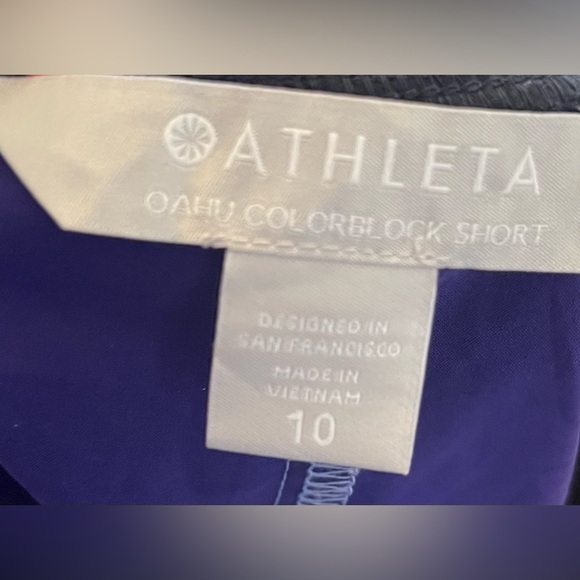 ATHLETA
OAHU COLORBLOCK SHORT
DESIGNED IN
SAN FRANCISCO
MADE IN
VIETNAM
10